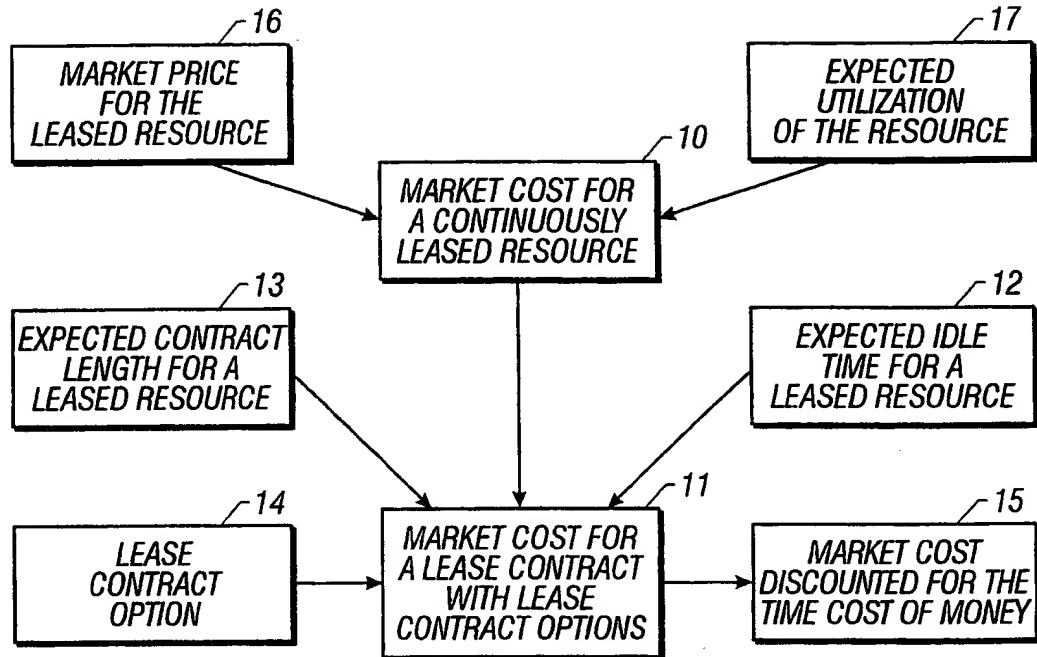 16
MARKET PRICE
FOR THE
LEASED RESOURCE
17
EXPECTED
UTILIZATION
OF THE RESOURCE
10
MARKET COST FOR
A CONTINUOUSLY
LEASED RESOURCE
13
EXPECTED CONTRACT
LENGTH FOR A
LEASED RESOURCE
12
EXPECTED IDLE
TIME FOR A
LEASED RESOURCE
14
LEASE
CONTRACT
OPTION
11
MARKET COST FOR
A LEASE CONTRACT
WITH LEASE
CONTRACT OPTIONS
15
MARKET COST
DISCOUNTED FOR THE
TIME COST OF MONEY